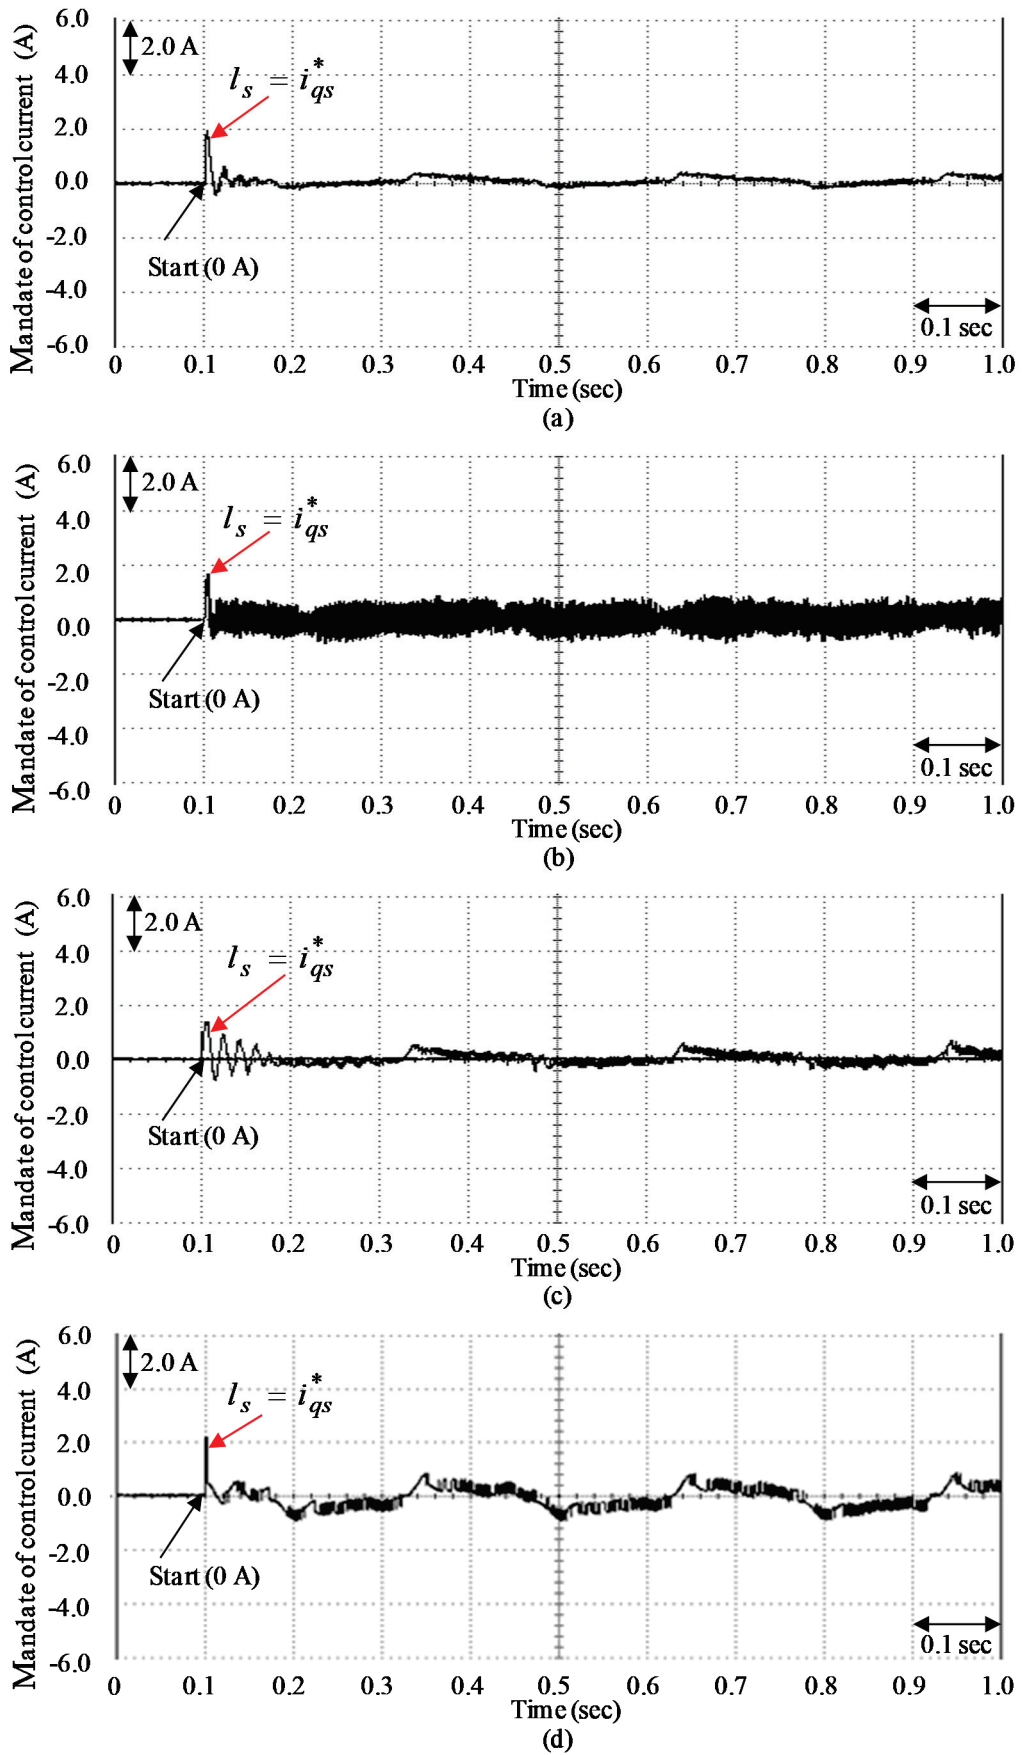 Mandate of control current (A)
6.0
4.0
2.0
0.0
-2.0
-4.0
-6.0
2.0 A
l_s = i*_qs
Start (0 A)
0.1 sec
0 0.1 0.2 0.3 0.4 0.5 0.6 0.7 0.8 0.9 1.0
Time (sec)
(a)
Mandate of control current (A)
6.0
4.0
2.0
0.0
-2.0
-4.0
-6.0
2.0 A
l_s = i*_qs
Start (0 A)
0.1 sec
0 0.1 0.2 0.3 0.4 0.5 0.6 0.7 0.8 0.9 1.0
Time (sec)
(b)
Mandate of control current (A)
6.0
4.0
2.0
0.0
-2.0
-4.0
-6.0
2.0 A
l_s = i*_qs
Start (0 A)
0.1 sec
0 0.1 0.2 0.3 0.4 0.5 0.6 0.7 0.8 0.9 1.0
Time (sec)
(c)
Mandate of control current (A)
6.0
4.0
2.0
0.0
-2.0
-4.0
-6.0
2.0 A
l_s = i*_qs
Start (0 A)
0.1 sec
0 0.1 0.2 0.3 0.4 0.5 0.6 0.7 0.8 0.9 1.0
Time (sec)
(d)